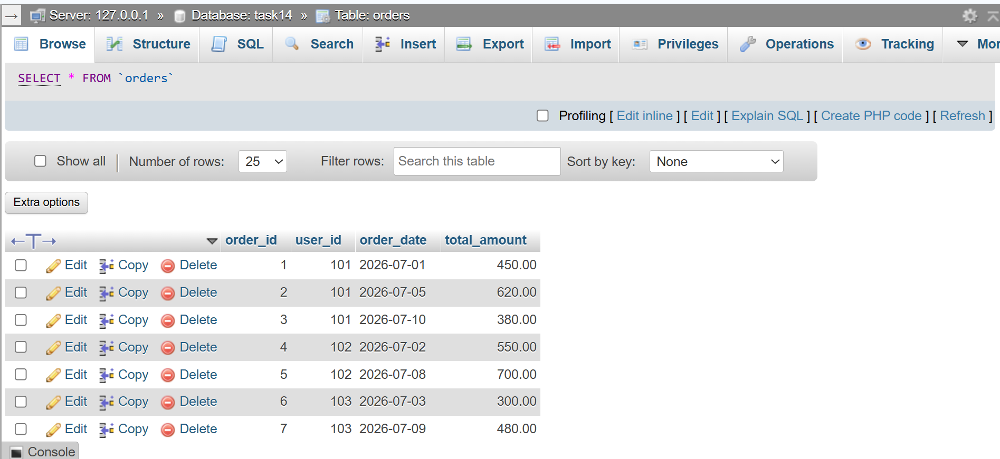 → Server: 127.0.0.1 » Database: task14 » Table: orders
Browse Structure SQL Search Insert Export Import Privileges Operations Tracking Mor
SELECT * FROM `orders`
Profiling [ Edit inline ] [ Edit ] [ Explain SQL ] [ Create PHP code ] [ Refresh ]
Show all Number of rows: 25 Filter rows: Search this table Sort by key: None
Extra options
←T→ order_id user_id order_date total_amount
Edit Copy Delete 1 101 2026-07-01 450.00
Edit Copy Delete 2 101 2026-07-05 620.00
Edit Copy Delete 3 101 2026-07-10 380.00
Edit Copy Delete 4 102 2026-07-02 550.00
Edit Copy Delete 5 102 2026-07-08 700.00
Edit Copy Delete 6 103 2026-07-03 300.00
Edit Copy Delete 7 103 2026-07-09 480.00
Console